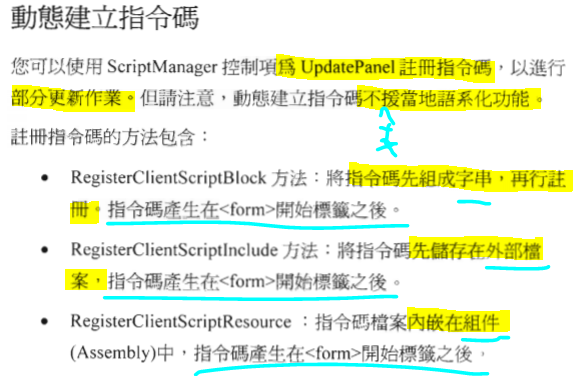 動態建立指令碼
您可以使用 ScriptManager 控制項為 UpdatePanel 註冊指令碼，以進行
部分更新作業。但請注意，動態建立指令碼不援當地語系化功能。
註冊指令碼的方法包含：
• RegisterClientScriptBlock 方法：將指令碼先組成字串，再行註
冊。指令碼產生在<form>開始標籤之後。
• RegisterClientScriptInclude 方法：將指令碼先儲存在外部檔
案，指令碼產生在<form>開始標籤之後。
• RegisterClientScriptResource ：指令碼檔案內嵌在組件
(Assembly)中，指令碼產生在<form>開始標籤之後，